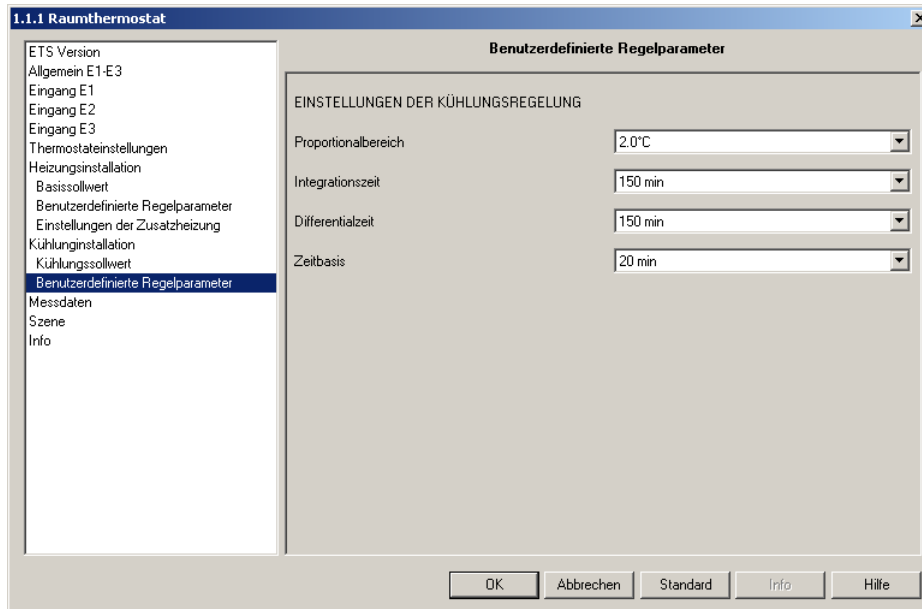 1.1.1 Raumthermostat
ETS Version
Allgemein E1-E3
Eingang E1
Eingang E2
Eingang E3
Thermostateinstellungen
Heizungsinstallation
Basissollwert
Benutzerdefinierte Regelparameter
Einstellungen der Zusatzheizung
Kühlunginstallation
Kühlungssollwert
Benutzerdefinierte Regelparameter
Messdaten
Szene
Info
Benutzerdefinierte Regelparameter
EINSTELLUNGEN DER KÜHLUNGSREGELUNG
Proportionalbereich 2.0°C
Integrationszeit 150 min
Differentialzeit 150 min
Zeitbasis 20 min
OK Abbrechen Standard Info Hilfe